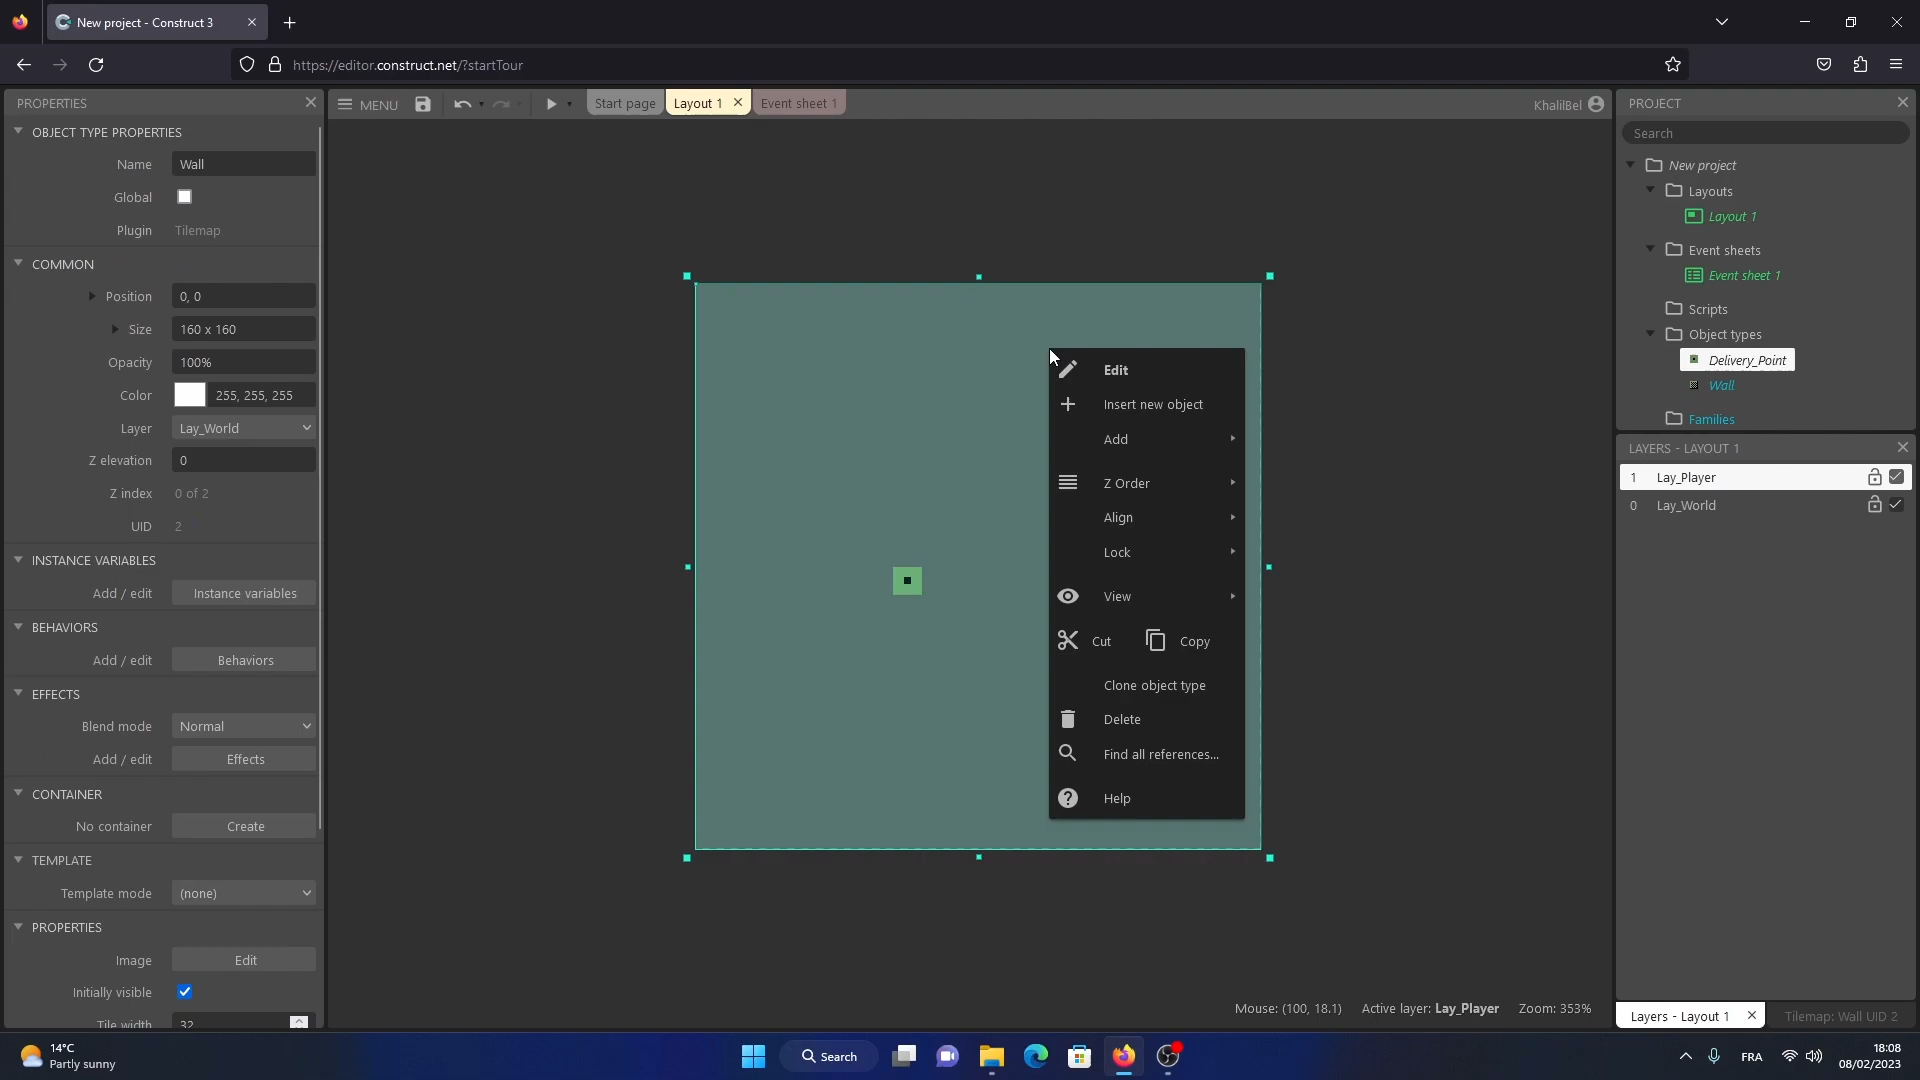 New project - Construct 3
https://editor.construct.net/?startTour
PROPERTIES
OBJECT TYPE PROPERTIES
Name Wall
Global
Plugin Tilemap
COMMON
Position 0, 0
Size 160 x 160
Opacity 100%
Color 255, 255, 255
Layer Lay_World
Z elevation 0
Z index 0 of 2
UID 2
INSTANCE VARIABLES
Add / edit Instance variables
BEHAVIORS
Add / edit Behaviors
EFFECTS
Blend mode Normal
Add / edit Effects
CONTAINER
No container Create
TEMPLATE
Template mode (none)
PROPERTIES
Image Edit
Initially visible
Tile width 32
MENU
Start page
Layout 1
Event sheet 1
KhalilBel
Edit
Insert new object
Add
Z Order
Align
Lock
View
Cut Copy
Clone object type
Delete
Find all references...
Help
Mouse: (100, 18.1) Active layer: Lay_Player Zoom: 353%
PROJECT
Search
New project
Layouts
Layout 1
Event sheets
Event sheet 1
Scripts
Object types
Delivery_Point
Wall
Families
LAYERS - LAYOUT 1
1 Lay_Player
0 Lay_World
Layers - Layout 1
Tilemap: Wall UID 2
14°C
Partly sunny
Search
FRA
18:08
08/02/2023